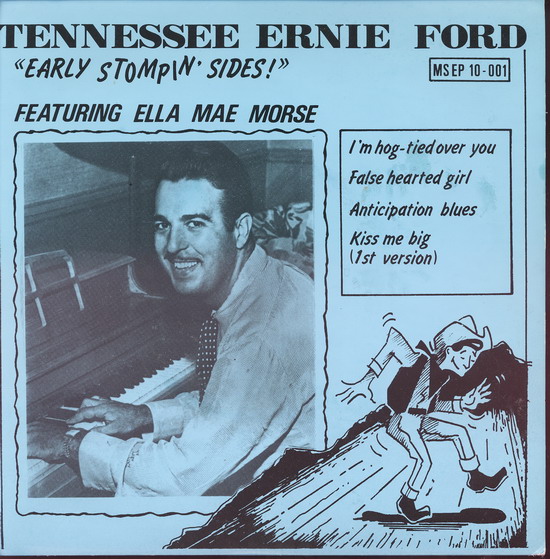 TENNESSEE ERNIE FORD
"EARLY STOMPIN' SIDES!"
MS EP 10-001
FEATURING ELLA MAE MORSE
I'm hog-tied over you
False hearted girl
Anticipation blues
Kiss me big
(1st version)